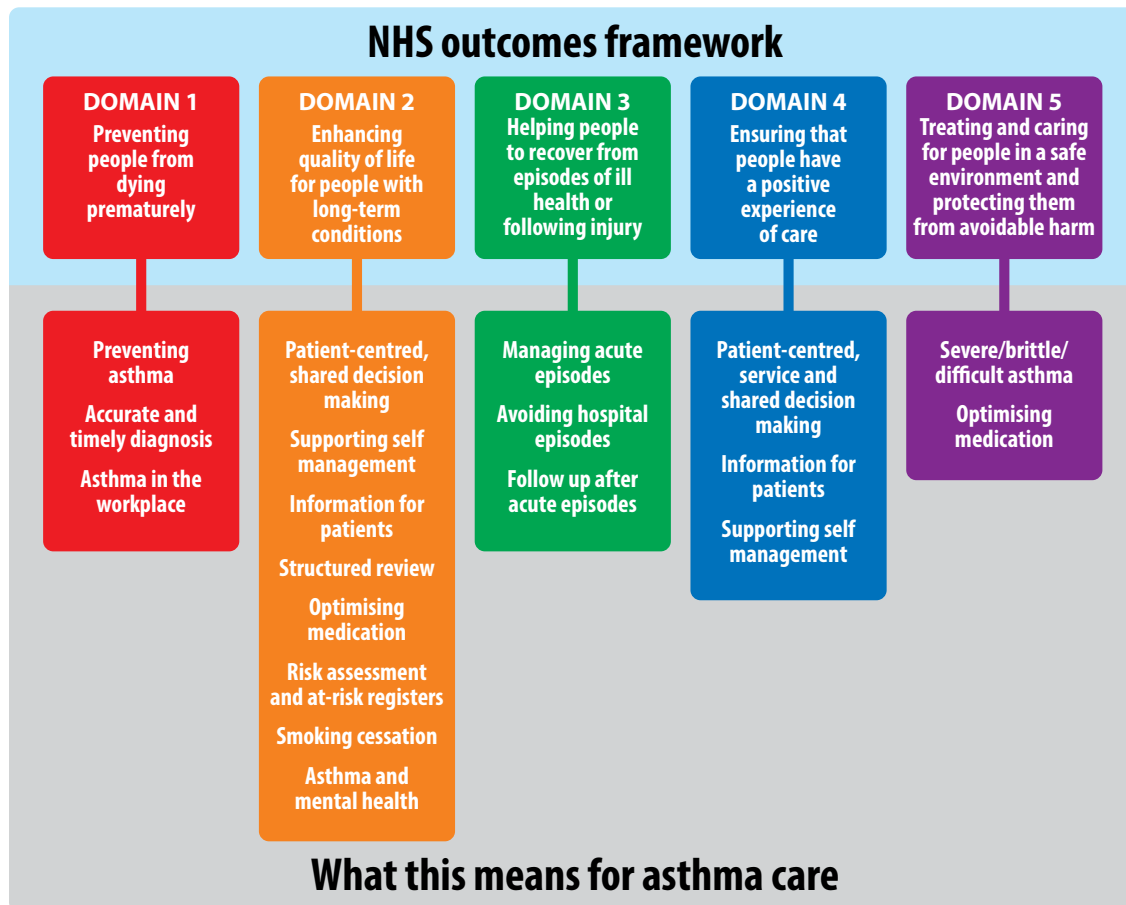 NHS outcomes framework
DOMAIN 1
Preventing
people from
dying
prematurely
DOMAIN 2
Enhancing
quality of life
for people with
long-term
conditions
DOMAIN 3
Helping people
to recover from
episodes of ill
health or
following injury
DOMAIN 4
Ensuring that
people have
a positive
experience
of care
DOMAIN 5
Treating and caring
for people in a safe
environment and
protecting them
from avoidable harm
Preventing
asthma
Accurate and
timely diagnosis
Asthma in the
workplace
Patient-centred,
shared decision
making
Supporting self
management
Information for
patients
Structured review
Optimising
medication
Risk assessment
and at-risk registers
Smoking cessation
Asthma and
mental health
Managing acute
episodes
Avoiding hospital
episodes
Follow up after
acute episodes
Patient-centred,
service and
shared decision
making
Information for
patients
Supporting self
management
Severe/brittle/
difficult asthma
Optimising
medication
What this means for asthma care